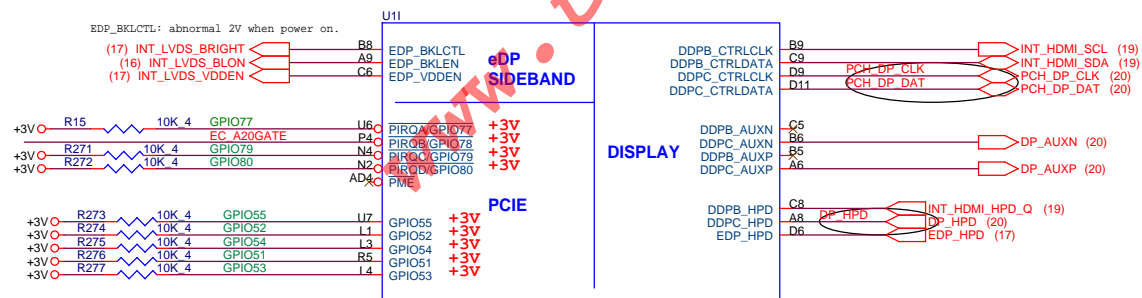 U1I
EDP_BKLCTL: abnormal 2V when power on.
(17) INT_LVDS_BRIGHT B8 EDP_BKLCTL
(16) INT_LVDS_BLON A9 EDP_BKLEN
(17) INT_LVDS_VDDEN C6 EDP_VDDEN
eDP
SIDEBAND
+3V R15 10K_4 GPIO77 U6 PIRQA/GPIO77 +3V
EC_A20GATE P4 PIRQB/GPIO78 +3V
+3V R271 10K_4 GPIO79 N4 PIRQC/GPIO79 +3V
+3V R272 10K_4 GPIO80 N2 PIRQD/GPIO80 +3V
AD4 PME
PCIE
+3V R273 10K_4 GPIO55 U7 GPIO55 +3V
+3V R274 10K_4 GPIO52 L1 GPIO52 +3V
+3V R275 10K_4 GPIO54 L3 GPIO54 +3V
+3V R276 10K_4 GPIO51 R5 GPIO51 +3V
+3V R277 10K_4 GPIO53 L4 GPIO53 +3V
DISPLAY
DDPB_CTRLCLK B9 INT_HDMI_SCL (19)
DDPB_CTRLDATA C9 INT_HDMI_SDA (19)
DDPC_CTRLCLK D9 PCH_DP_CLK PCH_DP_CLK (20)
DDPC_CTRLDATA D11 PCH_DP_DAT PCH_DP_DAT (20)
DDPB_AUXN C5
DDPC_AUXN B6 DP_AUXN (20)
DDPB_AUXP B5
DDPC_AUXP A6 DP_AUXP (20)
DDPB_HPD C8 INT_HDMI_HPD_Q (19)
DDPC_HPD A8 DP_HPD DP_HPD (20)
EDP_HPD D6 EDP_HPD (17)
www.